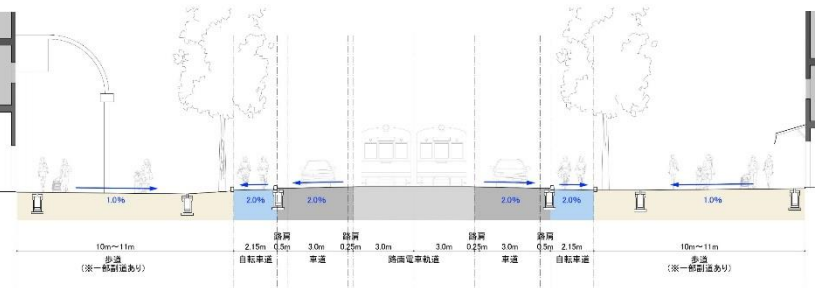 1.0%
2.0%
2.0%
2.0%
2.0%
1.0%
路肩
路肩
路肩
路肩
10m～11m
2.15m
0.5m
3.0m
0.25m
3.0m
3.0m
0.25m
3.0m
0.5m
2.15m
10m～11m
歩道
自転車道
車道
路面電車軌道
車道
自転車道
歩道
(※一部副道あり)
(※一部副道あり)